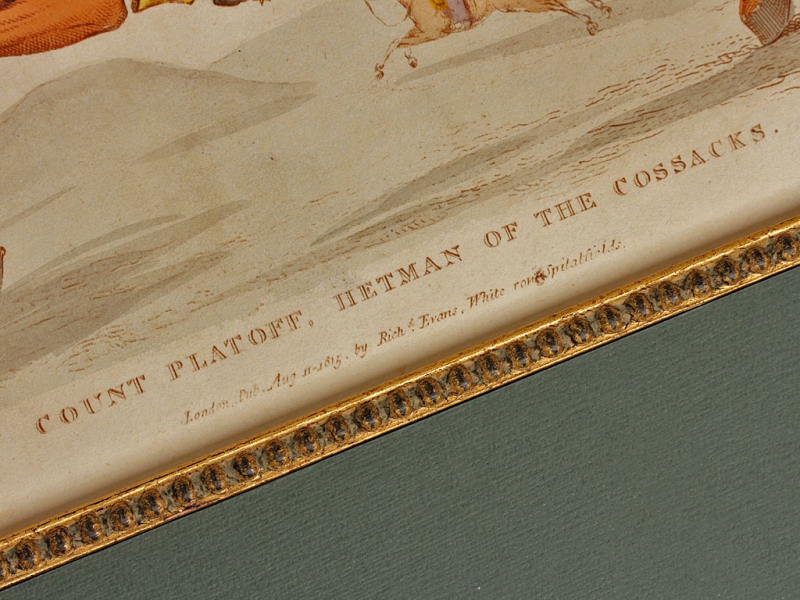 COUNT PLATOFF, HETMAN OF THE COSSACKS.
London, Pub. Aug 11-1815, by Richd. Evans, White row Spitalfields.